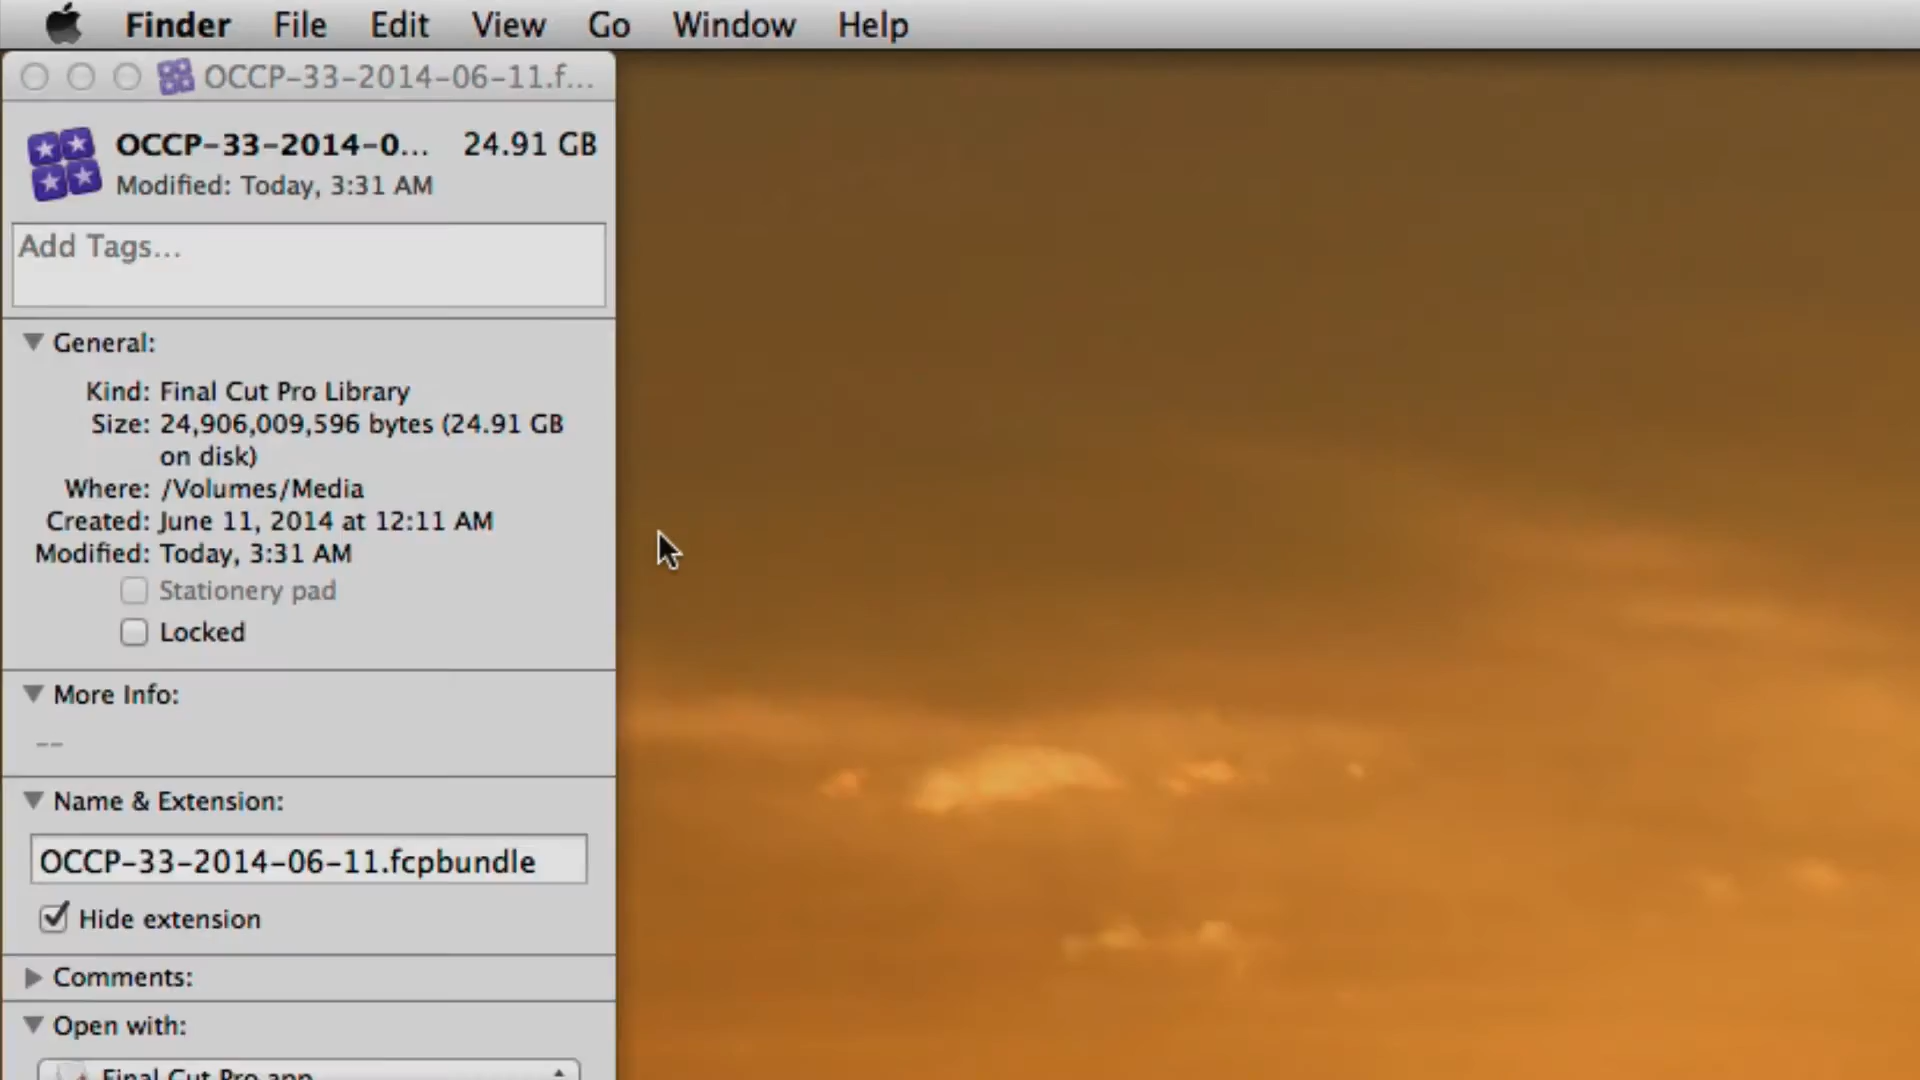 Finder File Edit View Go Window Help
OCCP-33-2014-06-11.f...
OCCP-33-2014-0... 24.91 GB
Modified: Today, 3:31 AM
Add Tags...
General:
Kind: Final Cut Pro Library
Size: 24,906,009,596 bytes (24.91 GB
on disk)
Where: /Volumes/Media
Created: June 11, 2014 at 12:11 AM
Modified: Today, 3:31 AM
Stationery pad
Locked
More Info:
--
Name & Extension:
OCCP-33-2014-06-11.fcpbundle
Hide extension
Comments:
Open with:
Final Cut Pro.app